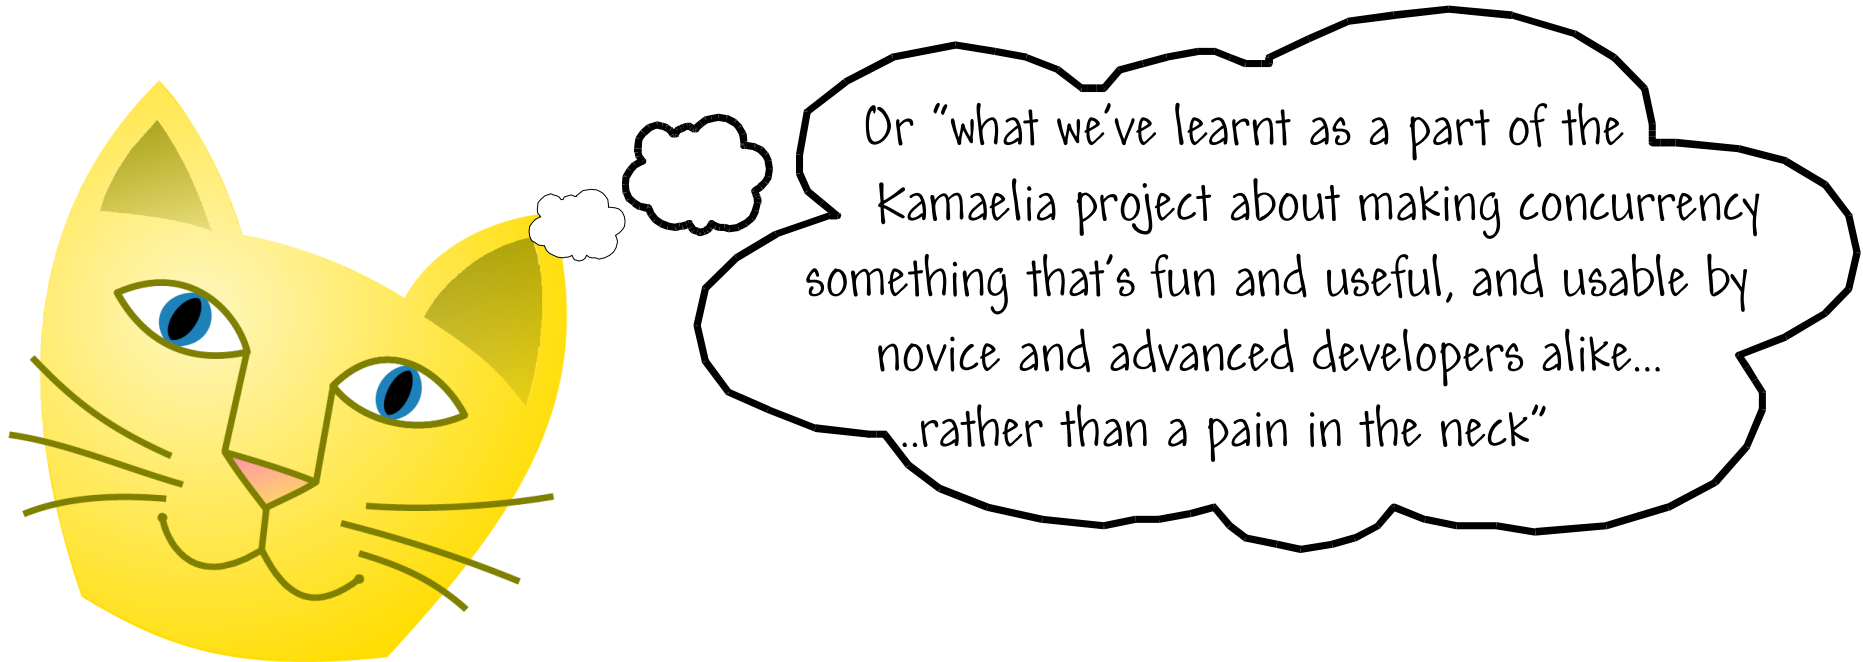 Or “what we've learnt as a part of the
Kamaelia project about making concurrency
something that's fun and useful, and usable by
novice and advanced developers alike...
...rather than a pain in the neck”